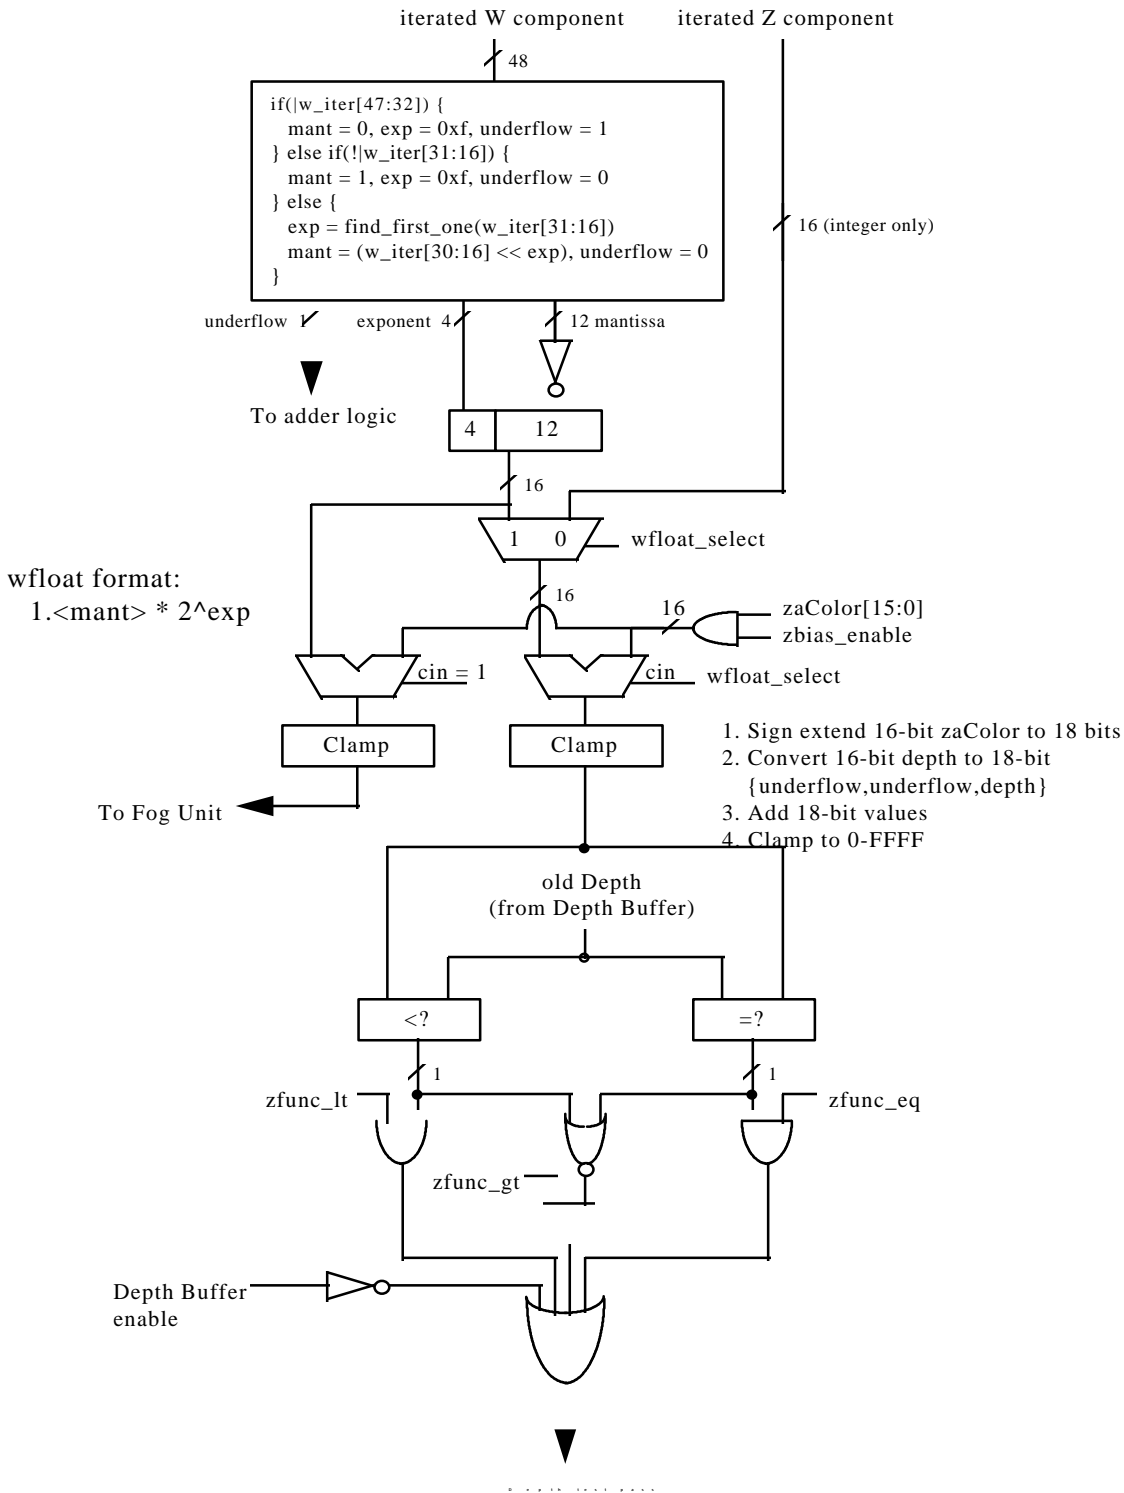 iterated W component
iterated Z component
48
if(|w_iter[47:32]) {
mant = 0, exp = 0xf, underflow = 1
} else if(!|w_iter[31:16]) {
mant = 1, exp = 0xf, underflow = 0
} else {
exp = find_first_one(w_iter[31:16])
mant = (w_iter[30:16] << exp), underflow = 0
}
16 (integer only)
underflow 1
exponent 4
12 mantissa
To adder logic
4
12
16
1
0
wfloat_select
wfloat format:
1.<mant> * 2^exp
16
16
zaColor[15:0]
zbias_enable
cin = 1
cin
wfloat_select
Clamp
Clamp
1. Sign extend 16-bit zaColor to 18 bits
2. Convert 16-bit depth to 18-bit
{underflow,underflow,depth}
3. Add 18-bit values
4. Clamp to 0-FFFF
To Fog Unit
old Depth
(from Depth Buffer)
<?
=?
1
1
zfunc_lt
zfunc_eq
zfunc_gt
Depth Buffer
enable